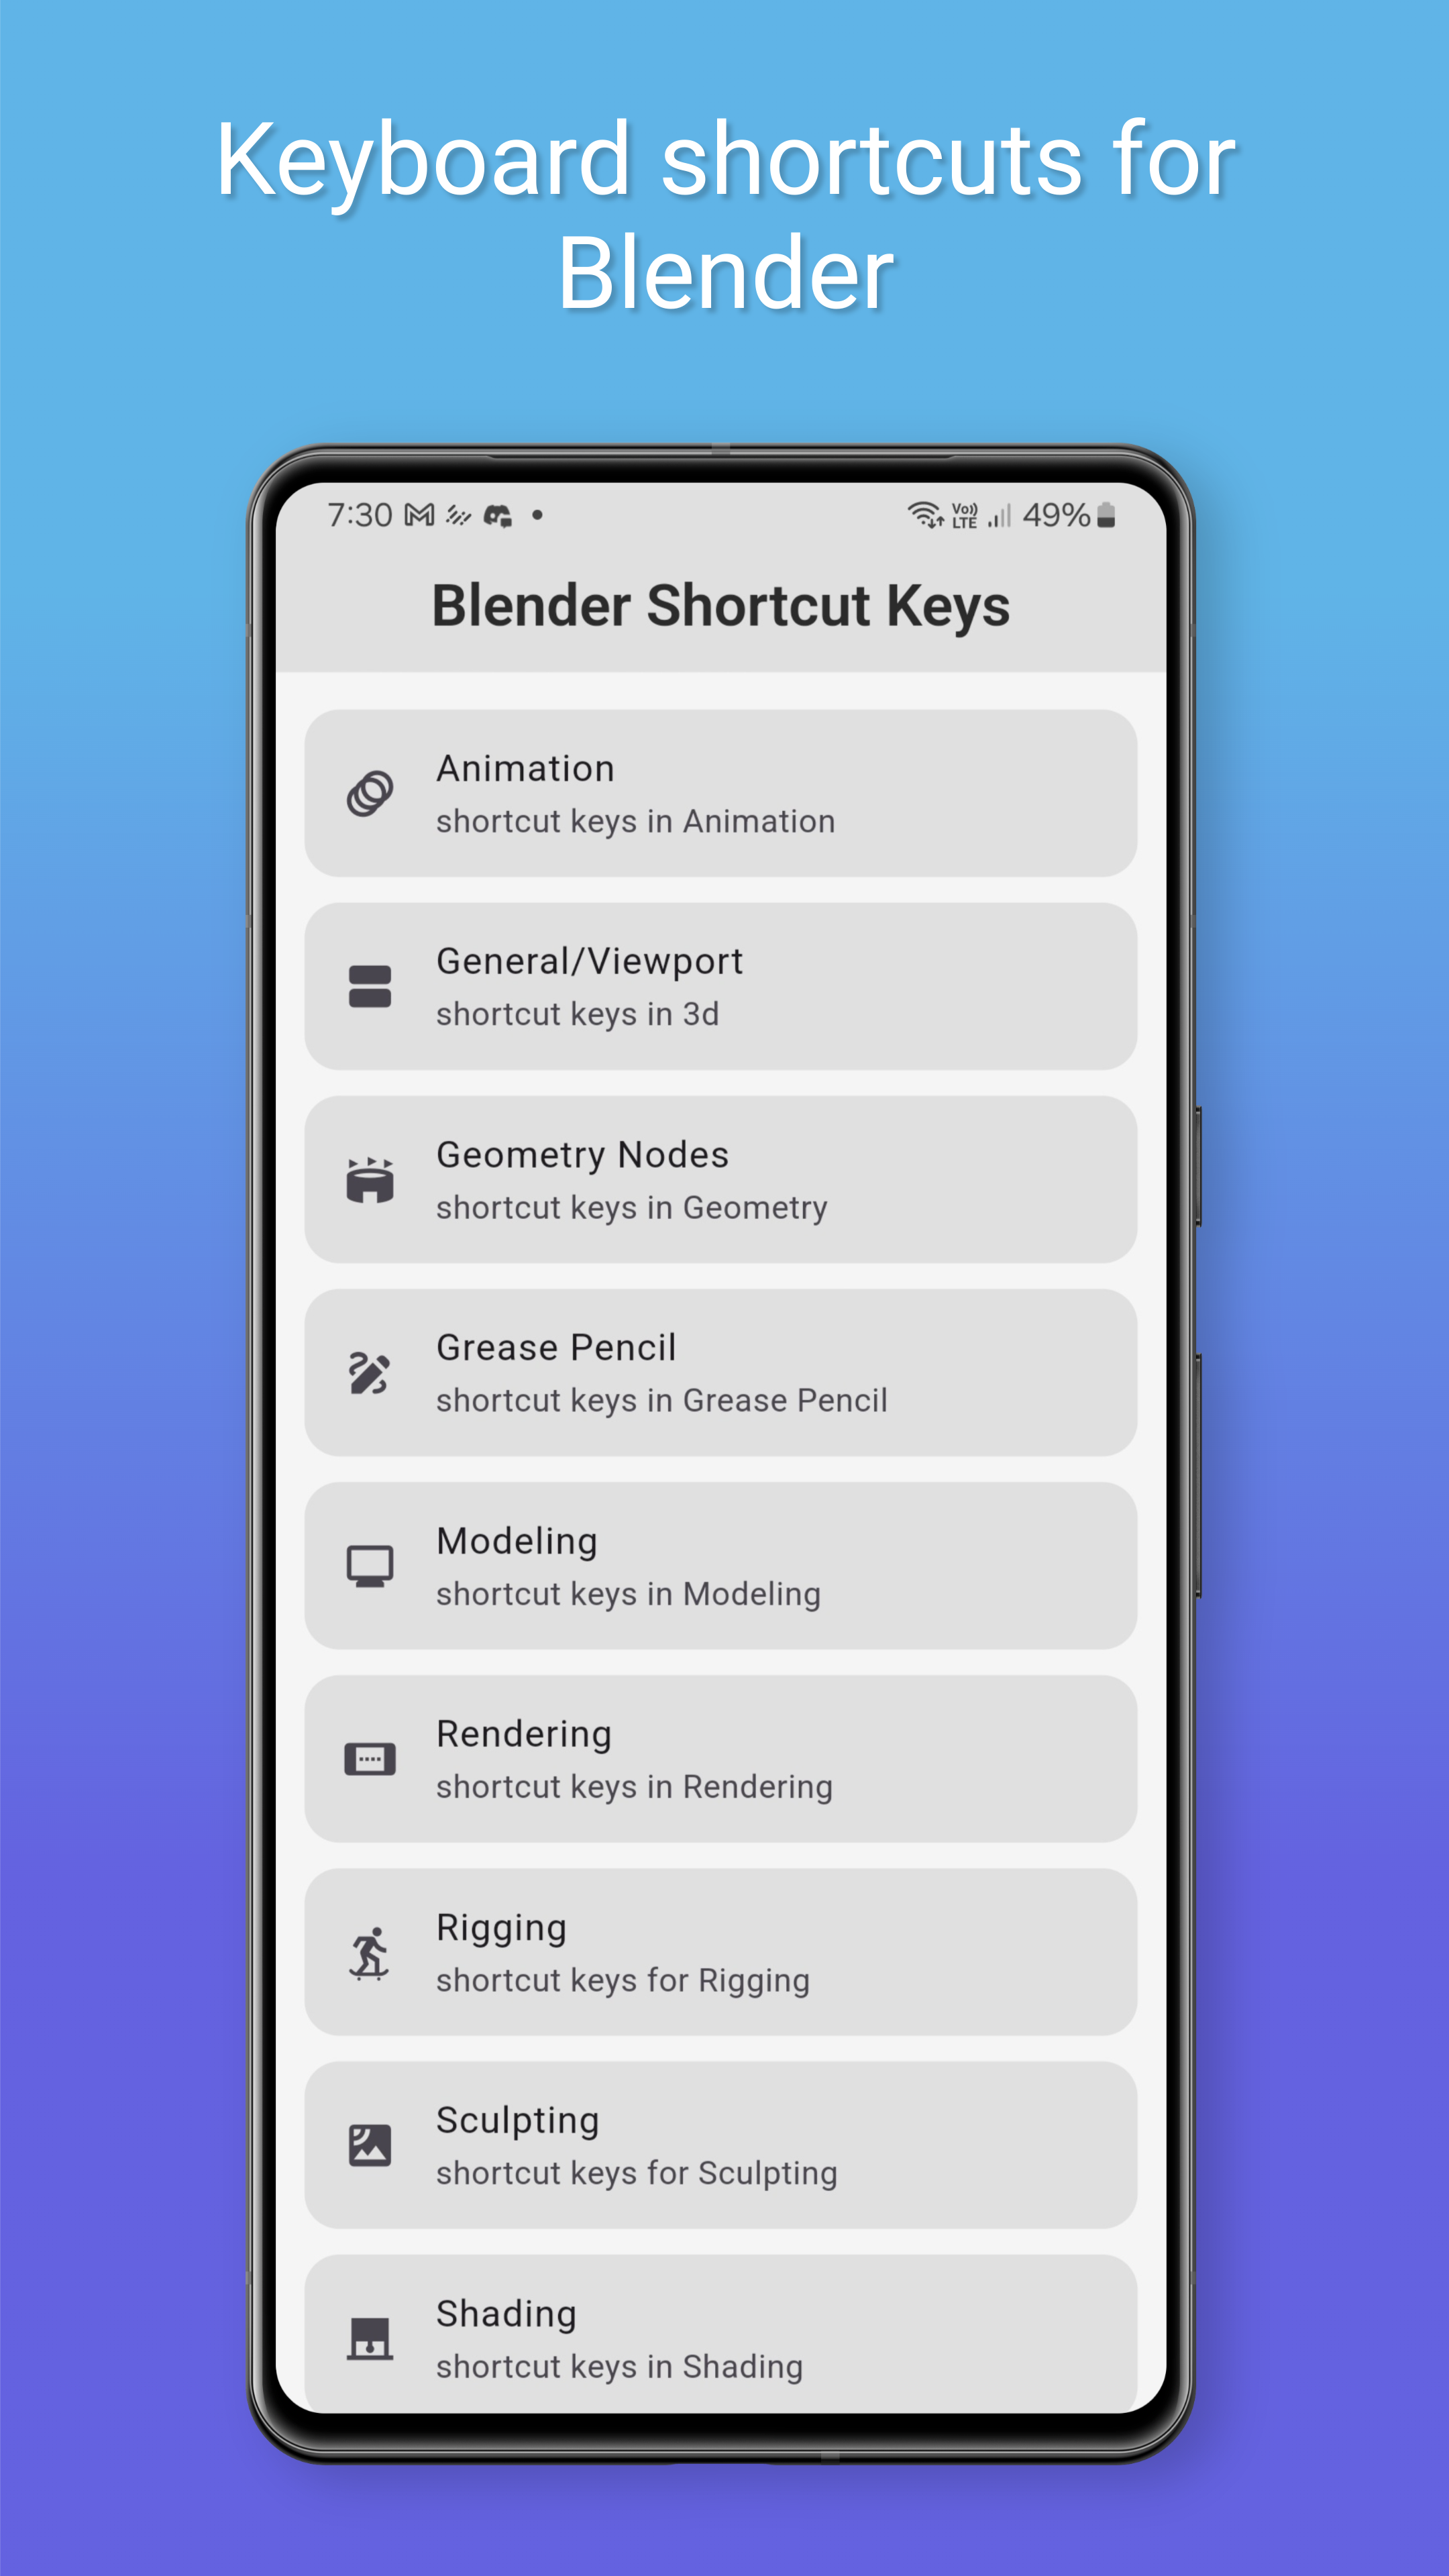 Keyboard shortcuts for
Blender
7:30
Vo)) LTE 49%
Blender Shortcut Keys
Animation
shortcut keys in Animation
General/Viewport
shortcut keys in 3d
Geometry Nodes
shortcut keys in Geometry
Grease Pencil
shortcut keys in Grease Pencil
Modeling
shortcut keys in Modeling
Rendering
shortcut keys in Rendering
Rigging
shortcut keys for Rigging
Sculpting
shortcut keys for Sculpting
Shading
shortcut keys in Shading